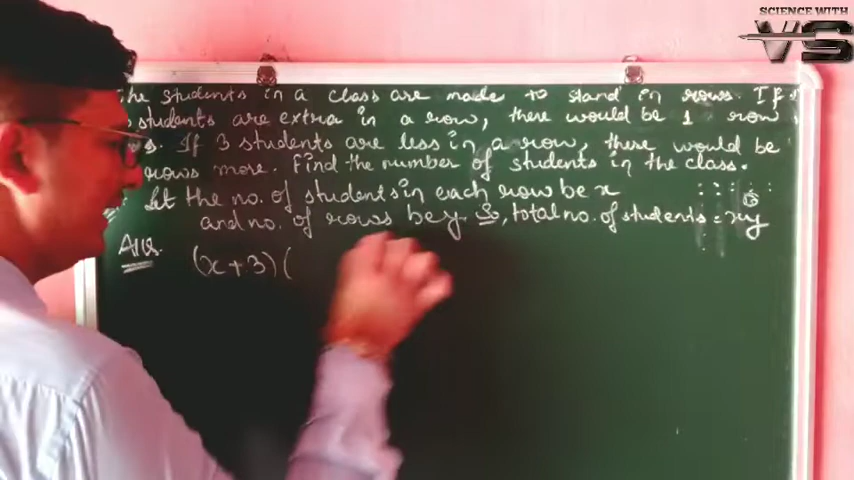 SCIENCE WITH
VS
The students in a class are made to stand in rows. If
students are extra in a row, there would be 1 row
If 3 students are less in a row, there would be
rows more. Find the number of students in the class.
Let the no. of students in each row be x
and no. of rows be y. So, total no. of students = xy
Ans.
(x+3)(